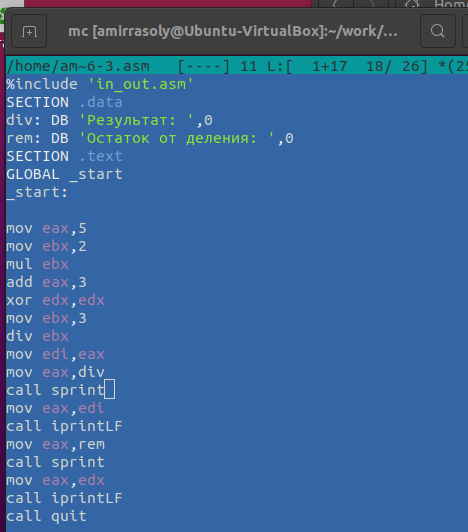 Home
mc [amirrasoly@Ubuntu-VirtualBox]:~/work/...
/home/am~6-3.asm [----] 11 L:[ 1+17 18/ 26] *(25
%include 'in_out.asm'
SECTION .data
div: DB 'Результат: ',0
rem: DB 'Остаток от деления: ',0
SECTION .text
GLOBAL _start
_start:
mov eax,5
mov ebx,2
mul ebx
add eax,3
xor edx,edx
mov ebx,3
div ebx
mov edi,eax
mov eax,div
call sprint
mov eax,edi
call iprintLF
mov eax,rem
call sprint
mov eax,edx
call iprintLF
call quit